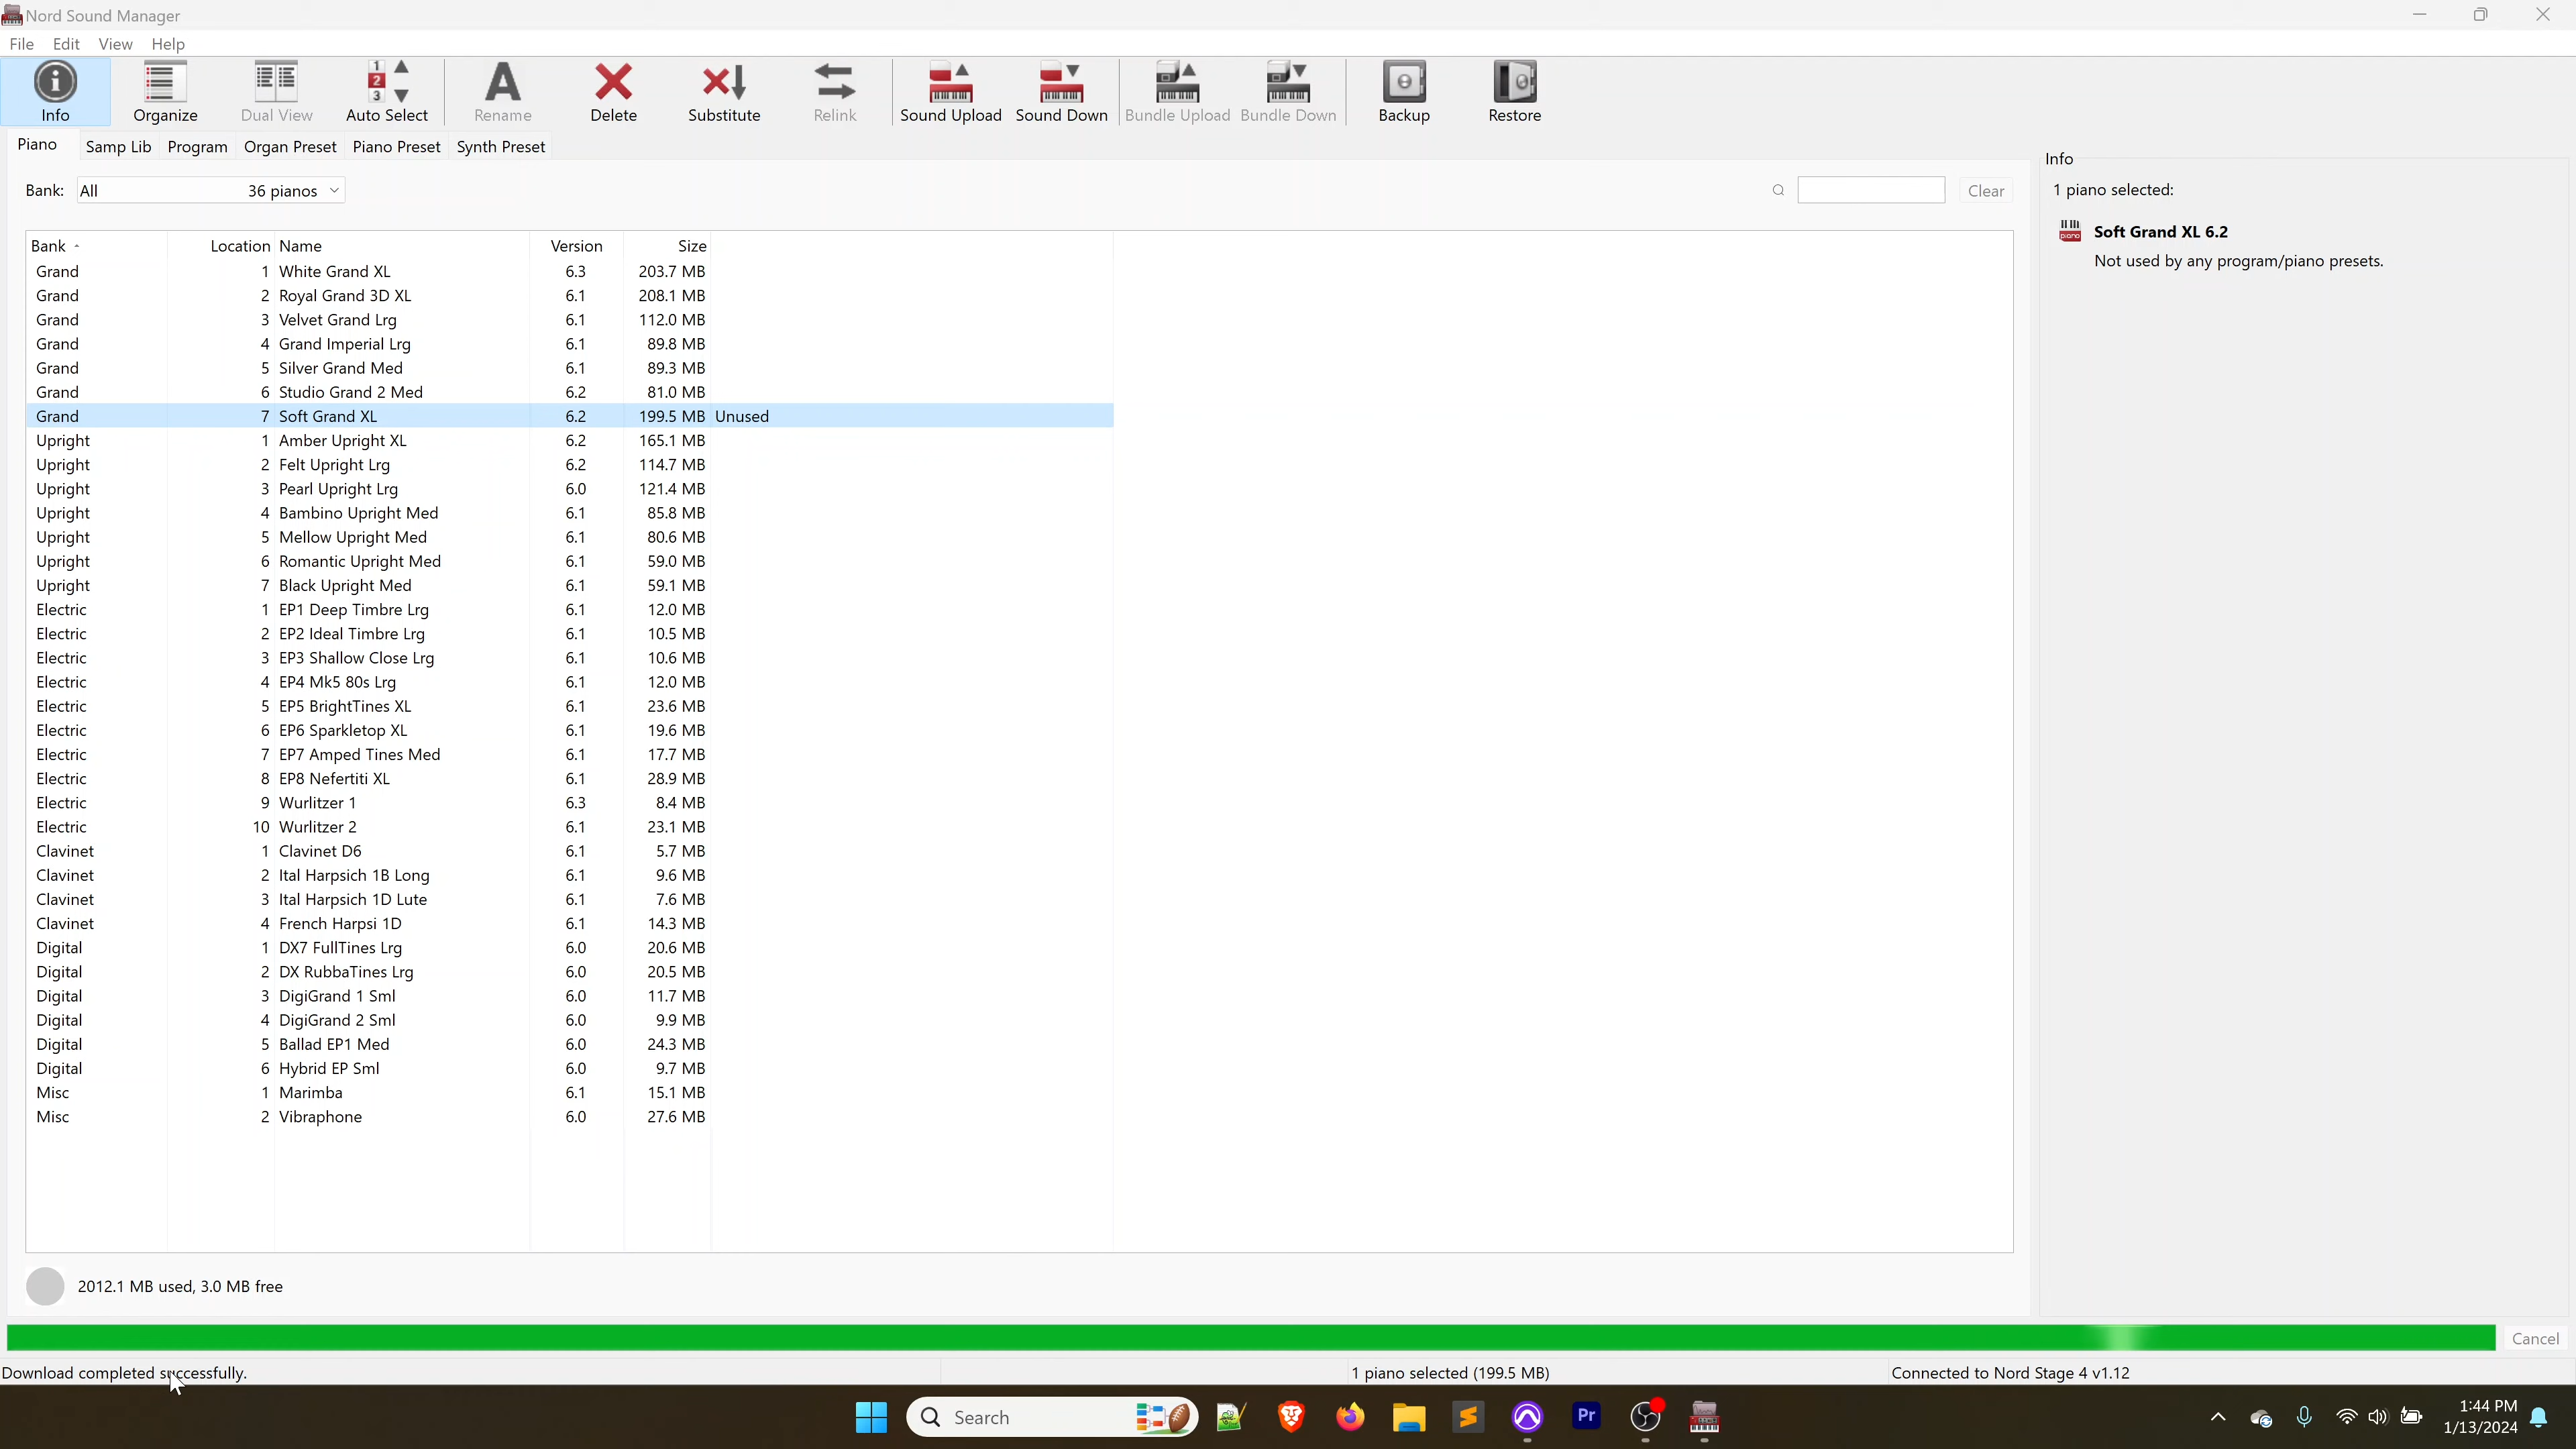 Nord Sound Manager
File Edit View Help
Info Organize Dual View Auto Select Rename Delete Substitute Relink Sound Upload Sound Down Bundle Upload Bundle Down Backup Restore
Piano Samp Lib Program Organ Preset Piano Preset Synth Preset
Bank: All 36 pianos Clear
Bank Location Name Version Size
Grand 1 White Grand XL 6.3 203.7 MB
Grand 2 Royal Grand 3D XL 6.1 208.1 MB
Grand 3 Velvet Grand Lrg 6.1 112.0 MB
Grand 4 Grand Imperial Lrg 6.1 89.8 MB
Grand 5 Silver Grand Med 6.1 89.3 MB
Grand 6 Studio Grand 2 Med 6.2 81.0 MB
Grand 7 Soft Grand XL 6.2 199.5 MB Unused
Upright 1 Amber Upright XL 6.2 165.1 MB
Upright 2 Felt Upright Lrg 6.2 114.7 MB
Upright 3 Pearl Upright Lrg 6.0 121.4 MB
Upright 4 Bambino Upright Med 6.1 85.8 MB
Upright 5 Mellow Upright Med 6.1 80.6 MB
Upright 6 Romantic Upright Med 6.1 59.0 MB
Upright 7 Black Upright Med 6.1 59.1 MB
Electric 1 EP1 Deep Timbre Lrg 6.1 12.0 MB
Electric 2 EP2 Ideal Timbre Lrg 6.1 10.5 MB
Electric 3 EP3 Shallow Close Lrg 6.1 10.6 MB
Electric 4 EP4 Mk5 80s Lrg 6.1 12.0 MB
Electric 5 EP5 BrightTines XL 6.1 23.6 MB
Electric 6 EP6 Sparkletop XL 6.1 19.6 MB
Electric 7 EP7 Amped Tines Med 6.1 17.7 MB
Electric 8 EP8 Nefertiti XL 6.1 28.9 MB
Electric 9 Wurlitzer 1 6.3 8.4 MB
Electric 10 Wurlitzer 2 6.1 23.1 MB
Clavinet 1 Clavinet D6 6.1 5.7 MB
Clavinet 2 Ital Harpsich 1B Long 6.1 9.6 MB
Clavinet 3 Ital Harpsich 1D Lute 6.1 7.6 MB
Clavinet 4 French Harpsi 1D 6.1 14.3 MB
Digital 1 DX7 FullTines Lrg 6.0 20.6 MB
Digital 2 DX RubbaTines Lrg 6.0 20.5 MB
Digital 3 DigiGrand 1 Sml 6.0 11.7 MB
Digital 4 DigiGrand 2 Sml 6.0 9.9 MB
Digital 5 Ballad EP1 Med 6.0 24.3 MB
Digital 6 Hybrid EP Sml 6.0 9.7 MB
Misc 1 Marimba 6.1 15.1 MB
Misc 2 Vibraphone 6.0 27.6 MB
2012.1 MB used, 3.0 MB free
Info
1 piano selected:
piano Soft Grand XL 6.2
Not used by any program/piano presets.
Cancel
Download completed successfully. 1 piano selected (199.5 MB) Connected to Nord Stage 4 v1.12
Search Pr 1:44 PM
1/13/2024